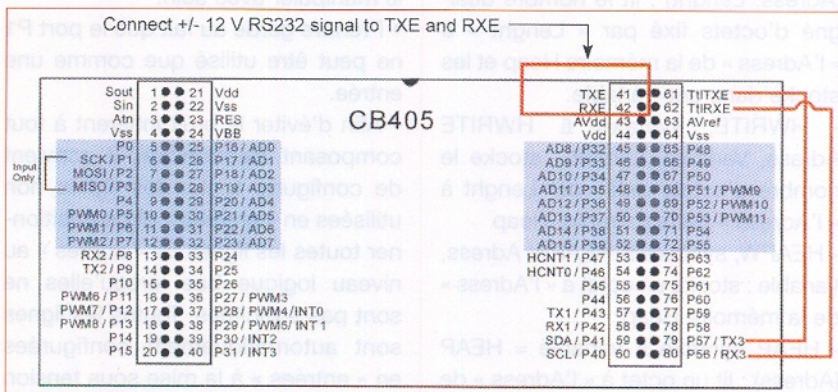 Connect +/- 12 V RS232 signal to TXE and RXE
CB405
Input
Only
Sout 1 21 Vdd
Sin 2 22 Vss
Atn 3 23 RES
Vss 4 24 VBB
P0 5 25 P16 / AD0
SCK / P1 6 26 P17 / AD1
MOSI / P2 7 27 P18 / AD2
MISO / P3 8 28 P19 / AD3
P4 9 29 P20 / AD4
PWM0 / P5 10 30 P21 / AD5
PWM1 / P6 11 31 P22 / AD6
PWM2 / P7 12 32 P23 / AD7
RX2 / P8 13 33 P24
TX2 / P9 14 34 P25
P10 15 35 P26
PWM6 / P11 16 36 P27 / PWM3
PWM7 / P12 17 37 P28 / PWM4 / INT0
PWM8 / P13 18 38 P29 / PWM5 / INT1
P14 19 39 P30 / INT2
P15 20 40 P31 / INT3
TXE 41 61 TtlTXE
RXE 42 62 TtlRXE
AVdd 43 63 AVref
Vdd 44 64 Vss
AD8 / P32 45 65 P48
AD9 / P33 46 66 P49
AD10 / P34 47 67 P50
AD11 / P35 48 68 P51 / PWM9
AD12 / P36 49 69 P52 / PWM10
AD13 / P37 50 70 P53 / PWM11
AD14 / P38 51 71 P54
AD15 / P39 52 72 P55
HCNT1 / P47 53 73 P63
HCNT0 / P46 54 74 P62
P45 55 75 P61
P44 56 76 P60
TX1 / P43 57 77 P59
RX1 / P42 58 78 P58
SDA / P41 59 79 P57 / TX3
SCL / P40 60 80 P56 / RX3